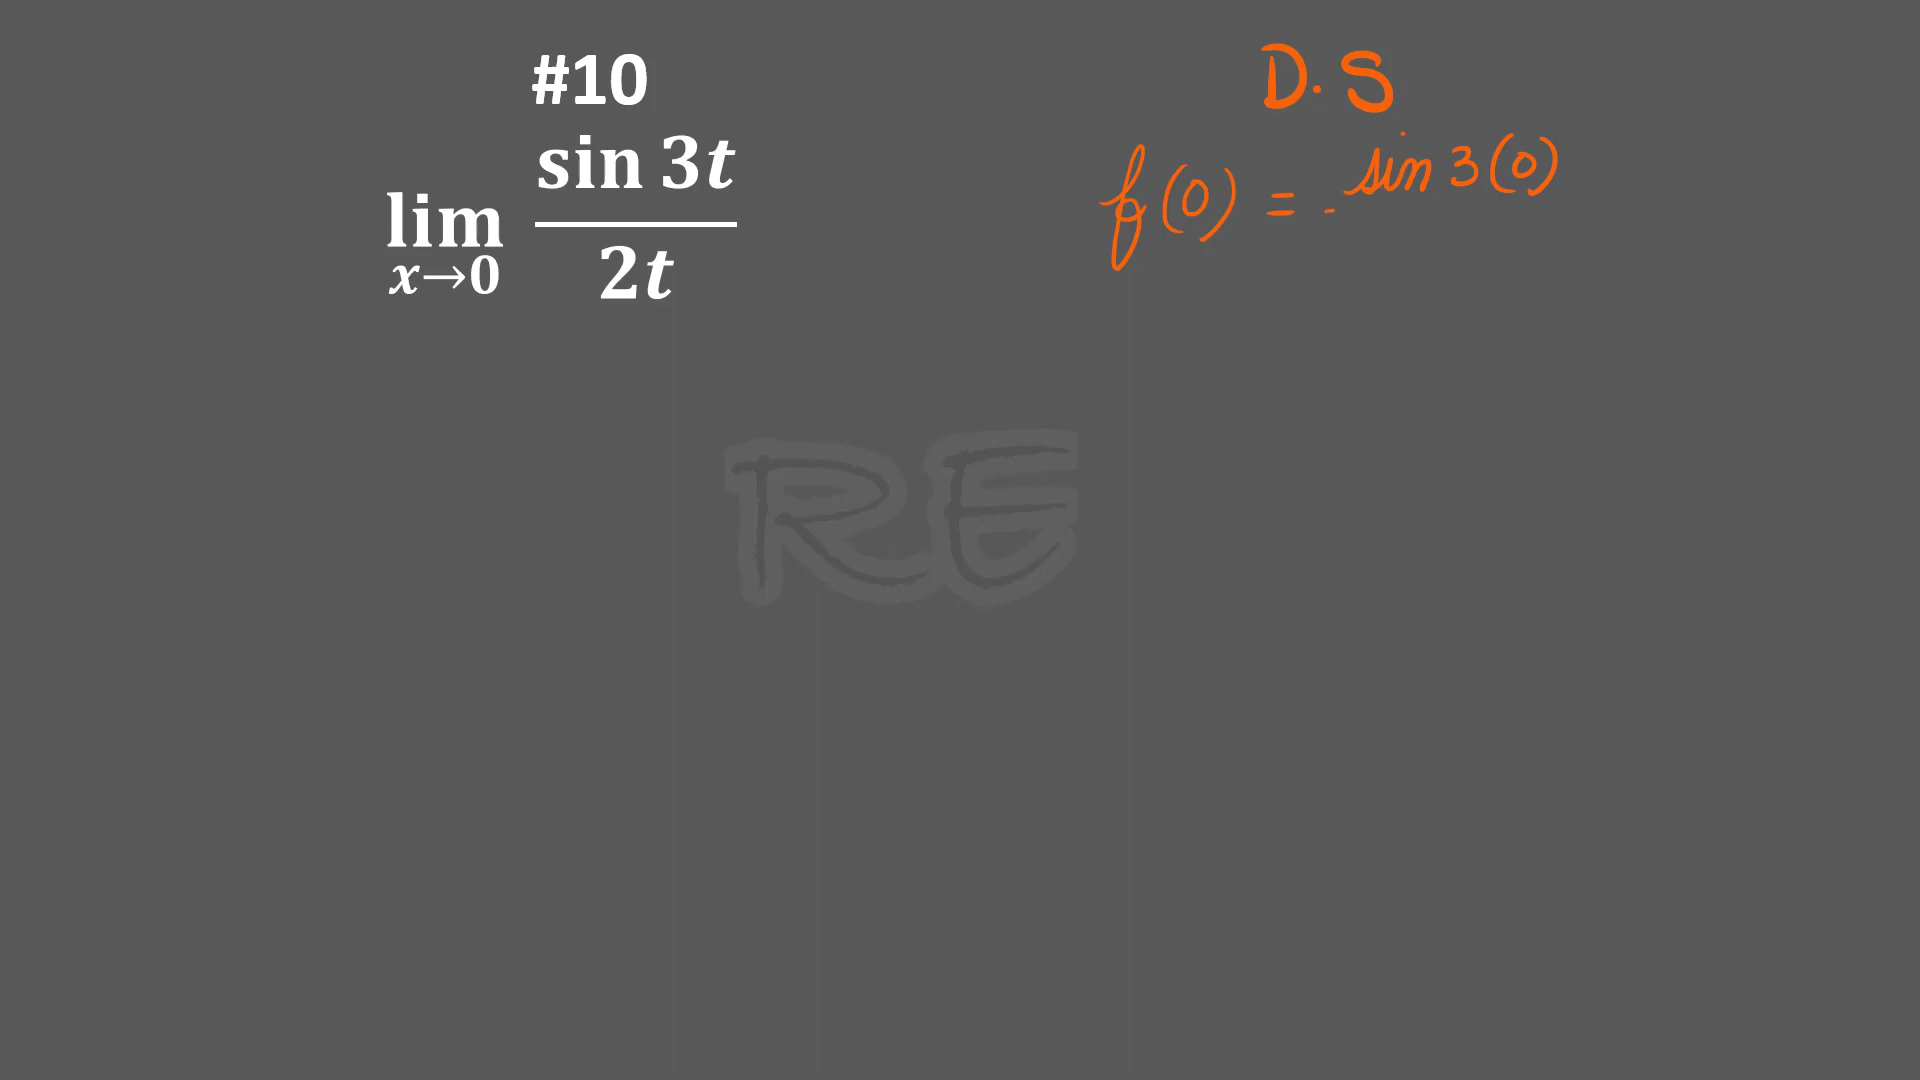 #10
lim x→0 sin 3t / 2t
D.S
f(0) = sin 3(0)
RE